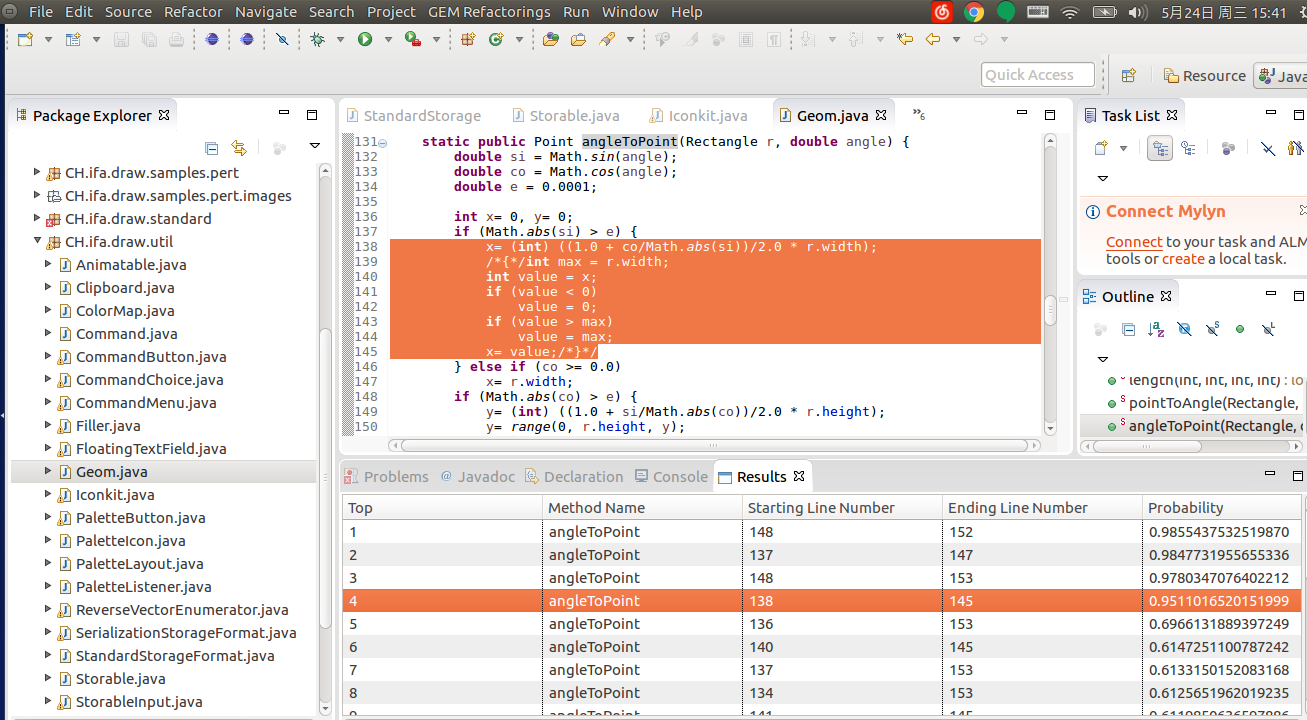 File Edit Source Refactor Navigate Search Project GEM Refactorings Run Window Help 5月24日 周三 15:41
Quick Access Resource Java
Package Explorer
CH.ifa.draw.samples.pert
CH.ifa.draw.samples.pert.images
CH.ifa.draw.standard
CH.ifa.draw.util
Animatable.java
Clipboard.java
ColorMap.java
Command.java
CommandButton.java
CommandChoice.java
CommandMenu.java
Filler.java
FloatingTextField.java
Geom.java
Iconkit.java
PaletteButton.java
PaletteIcon.java
PaletteLayout.java
PaletteListener.java
ReverseVectorEnumerator.java
SerializationStorageFormat.java
StandardStorageFormat.java
Storable.java
StorableInput.java
StandardStorage Storable.java Iconkit.java Geom.java »6
131 static public Point angleToPoint(Rectangle r, double angle) {
132 double si = Math.sin(angle);
133 double co = Math.cos(angle);
134 double e = 0.0001;
135
136 int x= 0, y= 0;
137 if (Math.abs(si) > e) {
138 x= (int) ((1.0 + co/Math.abs(si))/2.0 * r.width);
139 /*{*/int max = r.width;
140 int value = x;
141 if (value < 0)
142 value = 0;
143 if (value > max)
144 value = max;
145 x= value;/*}*/
146 } else if (co >= 0.0)
147 x= r.width;
148 if (Math.abs(co) > e) {
149 y= (int) ((1.0 + si/Math.abs(co))/2.0 * r.height);
150 y= range(0, r.height, y);
Task List
Connect Mylyn
Connect to your task and ALM
tools or create a local task.
Outline
length(int, int, int, int) : lo
pointToAngle(Rectangle,
angleToPoint(Rectangle,
Problems Javadoc Declaration Console Results
Top Method Name Starting Line Number Ending Line Number Probability
1 angleToPoint 148 152 0.9855437532519870
2 angleToPoint 137 147 0.9847731955655336
3 angleToPoint 148 153 0.9780347076402212
4 angleToPoint 138 145 0.9511016520151999
5 angleToPoint 136 153 0.6966131889397249
6 angleToPoint 140 145 0.6147251100787242
7 angleToPoint 137 153 0.6133150152083168
8 angleToPoint 134 153 0.6125651962019235